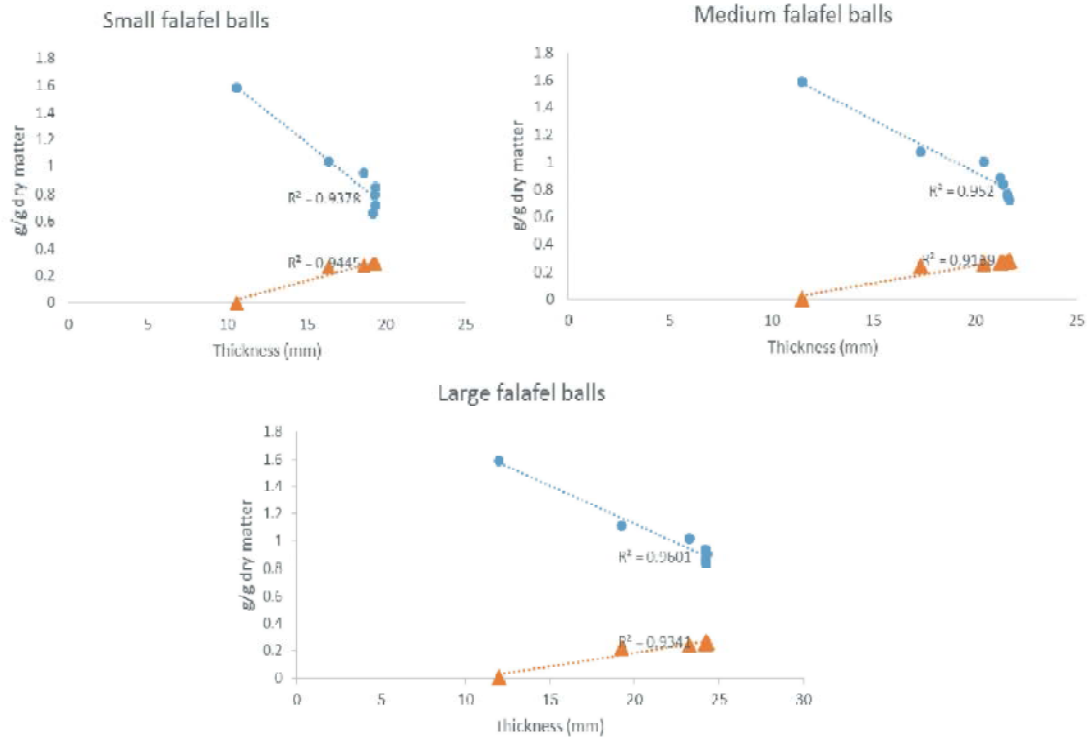 Small falafel balls
1.8
1.6
1.4
1.2
1
0.8
0.6
0.4
0.2
0
g/g dry matter
R² = 0.9378
R² = 0.9445
0 5 10 15 20 25
Thickness (mm)
Medium falafel balls
1.8
1.6
1.4
1.2
1
0.8
0.6
0.4
0.2
0
g/g dry matter
R² = 0.952
R² = 0.9139
0 5 10 15 20 25
Thickness (mm)
Large falafel balls
1.8
1.6
1.4
1.2
1
0.8
0.6
0.4
0.2
0
g/g dry matter
R² = 0.9601
R² = 0.9341
0 5 10 15 20 25 30
Thickness (mm)